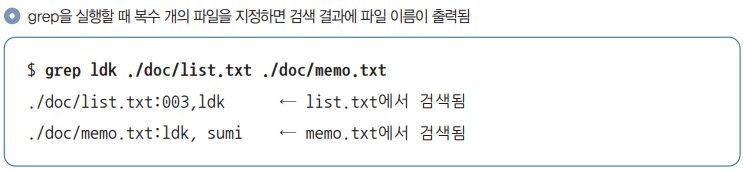 grep을 실행할 때 복수 개의 파일을 지정하면 검색 결과에 파일 이름이 출력됨
$ grep ldk ./doc/list.txt ./doc/memo.txt
./doc/list.txt:003,ldk ← list.txt에서 검색됨
./doc/memo.txt:ldk, sumi ← memo.txt에서 검색됨